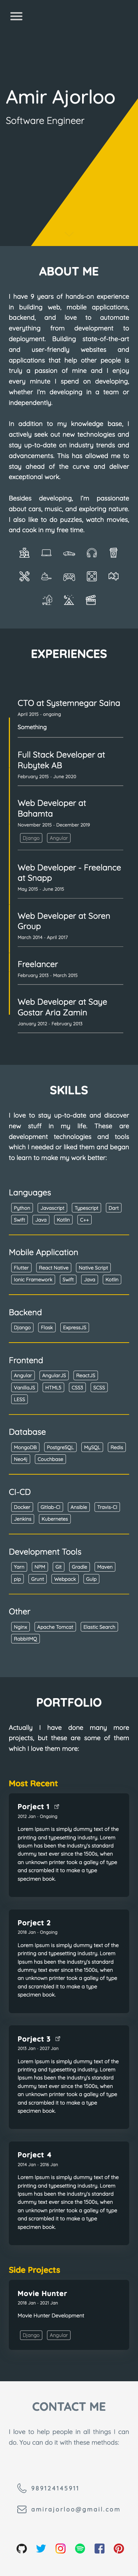 Amir Ajorloo
Software Engineer
ABOUT ME
I have 9 years of hands-on experience
in building web, mobile applications,
backend, and love to automate
everything from development to
deployment. Building state-of-the-art
and user-friendly websites and
applications that help other people is
truly a passion of mine and I enjoy
every minute I spend on developing,
whether I'm developing in a team or
independently.
In addition to my knowledge base, I
actively seek out new technologies and
stay up-to-date on industry trends and
advancements. This has allowed me to
stay ahead of the curve and deliver
exceptional work.
Besides developing, I'm passionate
about cars, music, and exploring nature.
I also like to do puzzles, watch movies,
and cook in my free time.
EXPERIENCES
CTO at Systemnegar Saina
April 2015 - ongoing
Something
Full Stack Developer at
Rubytek AB
February 2015 - June 2020
Web Developer at
Bahamta
November 2015 - December 2019
Django Angular
Web Developer - Freelance
at Snapp
May 2015 - June 2015
Web Developer at Soren
Group
March 2014 - April 2017
Freelancer
February 2013 - March 2015
Web Developer at Saye
Gostar Aria Zamin
January 2012 - February 2013
SKILLS
I love to stay up-to-date and discover
new stuff in my life. These are
development technologies and tools
which I needed or liked them and began
to learn to make my work better:
Languages
Python Javascript Typescript Dart
Swift Java Kotlin C++
Mobile Application
Flutter React Native Native Script
Ionic Framework Swift Java Kotlin
Backend
Django Flask ExpressJS
Frontend
Angular AngularJS ReactJS
VanillaJS HTML5 CSS3 SCSS
LESS
Database
MongoDB PostgreSQL MySQL Redis
Neo4j Couchbase
CI-CD
Docker Gitlab-CI Ansible Travis-CI
Jenkins Kubernetes
Development Tools
Yarn NPM Git Gradle Maven
pip Grunt Webpack Gulp
Other
Nginx Apache Tomcat Elastic Search
RabbitMQ
PORTFOLIO
Actually I have done many more
projects, but these are some of them
which I love them more:
Most Recent
Porject 1
2012 Jan - Ongoing
Lorem Ipsum is simply dummy text of the
printing and typesetting industry. Lorem
Ipsum has been the industry's standard
dummy text ever since the 1500s, when
an unknown printer took a galley of type
and scrambled it to make a type
specimen book.
Porject 2
2018 Jan - Ongoing
Lorem Ipsum is simply dummy text of the
printing and typesetting industry. Lorem
Ipsum has been the industry's standard
dummy text ever since the 1500s, when
an unknown printer took a galley of type
and scrambled it to make a type
specimen book.
Porject 3
2015 Jan - 2027 Jan
Lorem Ipsum is simply dummy text of the
printing and typesetting industry. Lorem
Ipsum has been the industry's standard
dummy text ever since the 1500s, when
an unknown printer took a galley of type
and scrambled it to make a type
specimen book.
Porject 4
2014 Jan - 2016 Jan
Lorem Ipsum is simply dummy text of the
printing and typesetting industry. Lorem
Ipsum has been the industry's standard
dummy text ever since the 1500s, when
an unknown printer took a galley of type
and scrambled it to make a type
specimen book.
Side Projects
Movie Hunter
2018 Jan - 2021 Jan
Movie Hunter Development
Django Angular
CONTACT ME
I love to help people in all things I can
do. You can do it with these methods:
989124145911
amirajorloo@gmail.com